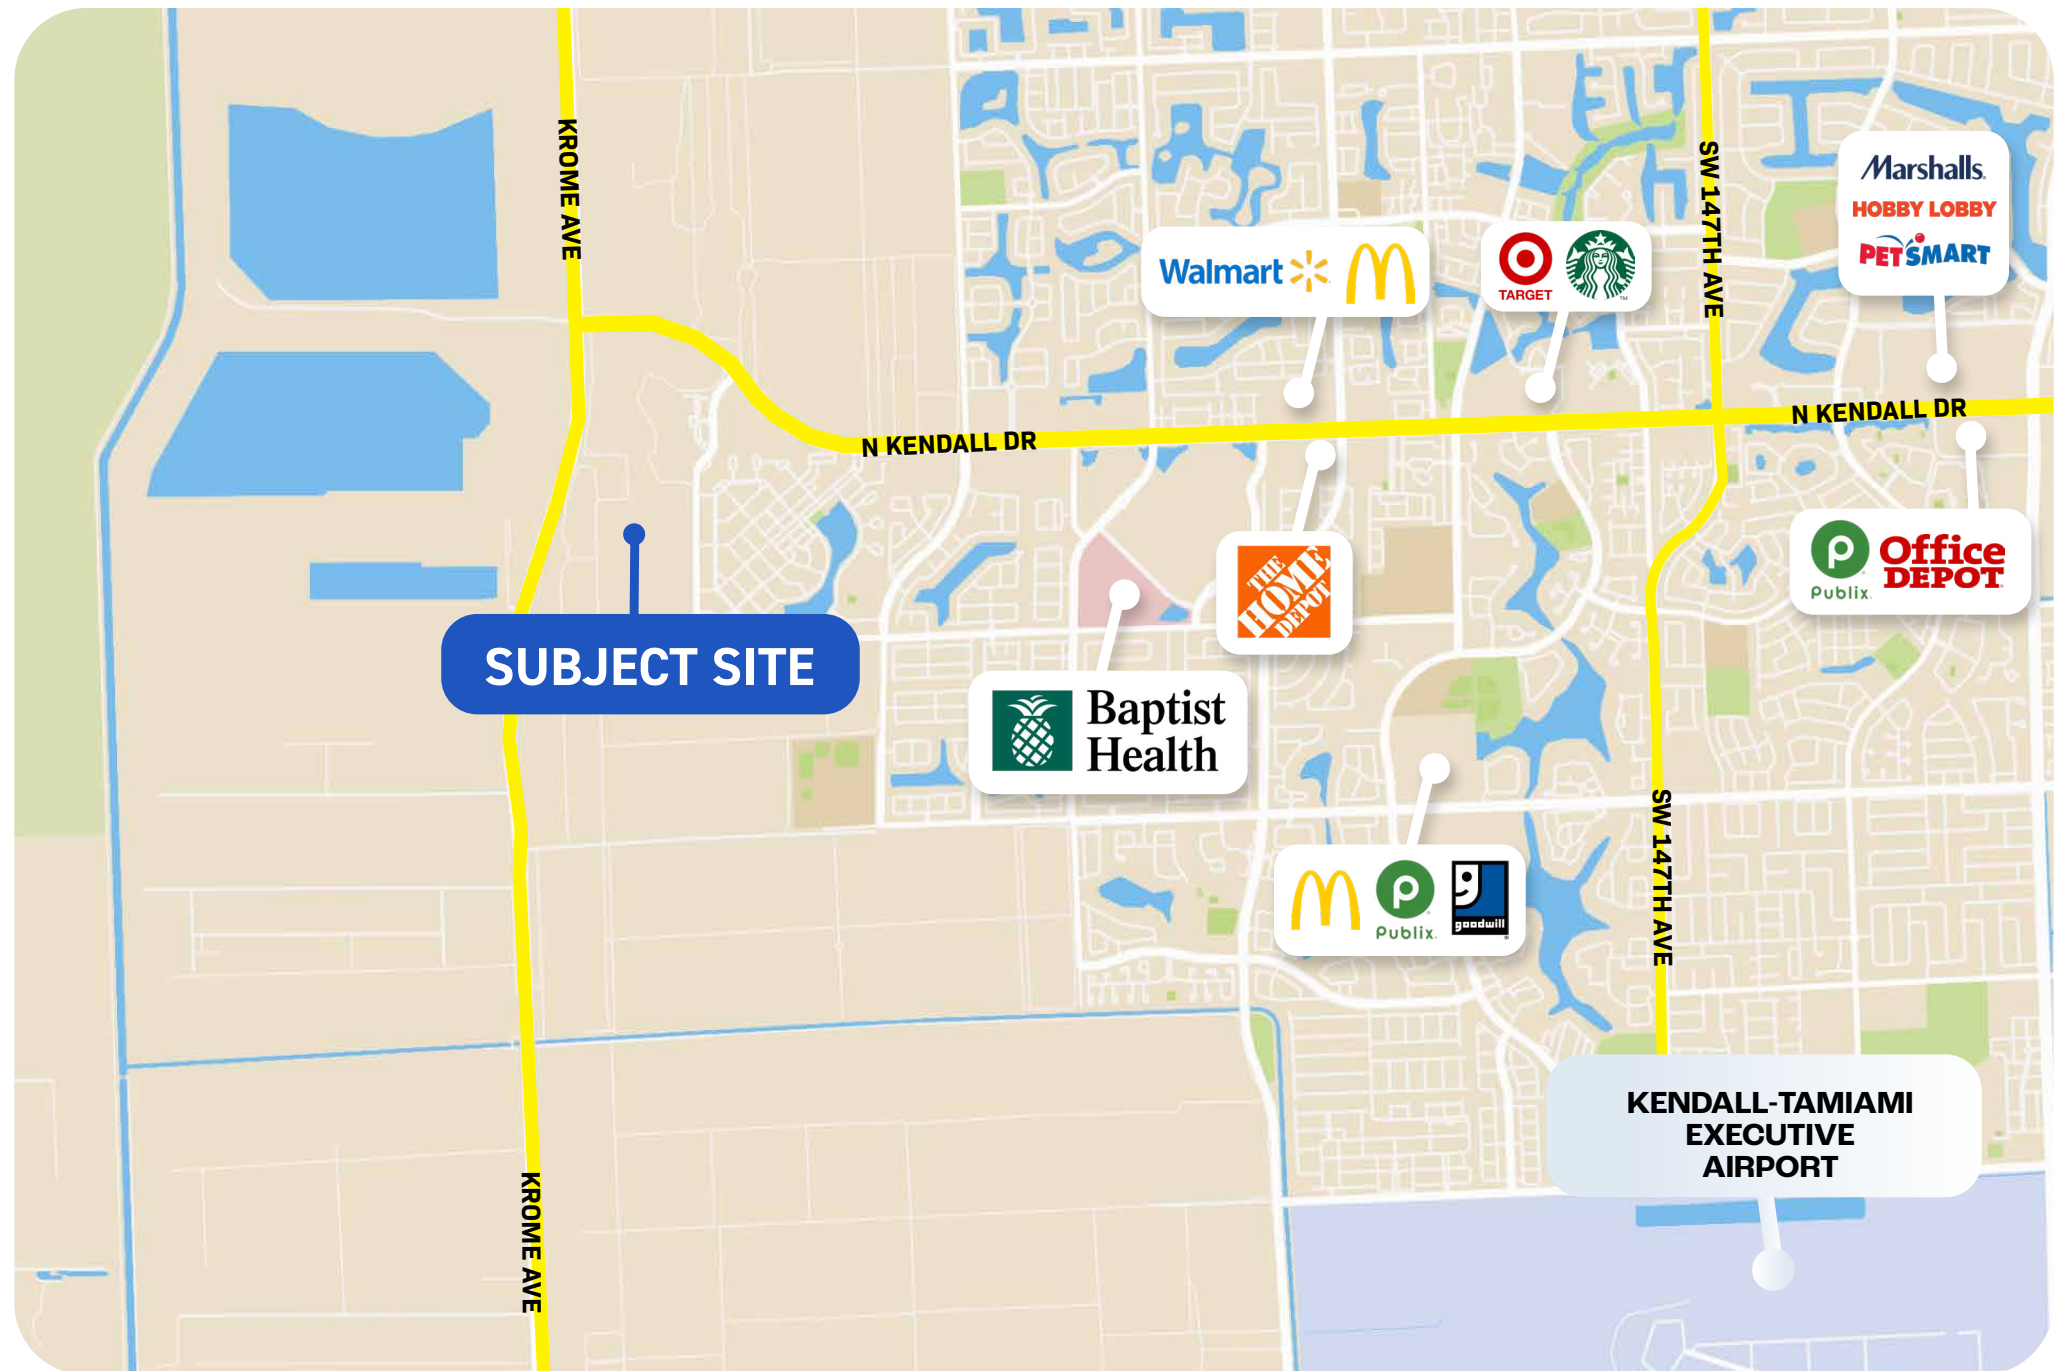 KROME AVE
SW 147TH AVE
Marshalls.
HOBBY LOBBY
PETSMART
Walmart
TARGET
TM
N KENDALL DR
N KENDALL DR
SUBJECT SITE
THE
HOME
DEPOT
P
Publix.
Office
DEPOT
Baptist
Health
SW 147TH AVE
P
Publix.
goodwill
KENDALL-TAMIAMI
EXECUTIVE
AIRPORT
KROME AVE